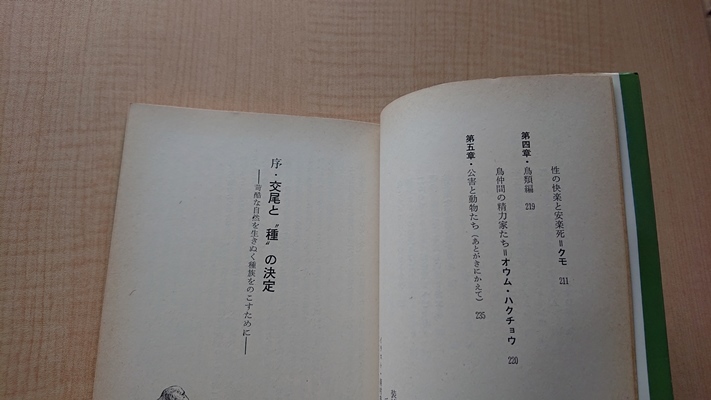 性の快楽と安楽死＝クモ 211
第四章・鳥類編 219
鳥仲間の精力家たち＝オウム・ハクチョウ 220
第五章・公害と動物たち（あとがきにかえて） 235
序・交尾と〝種〟の決定
――苛酷な自然を生きぬく種族をのこすために――